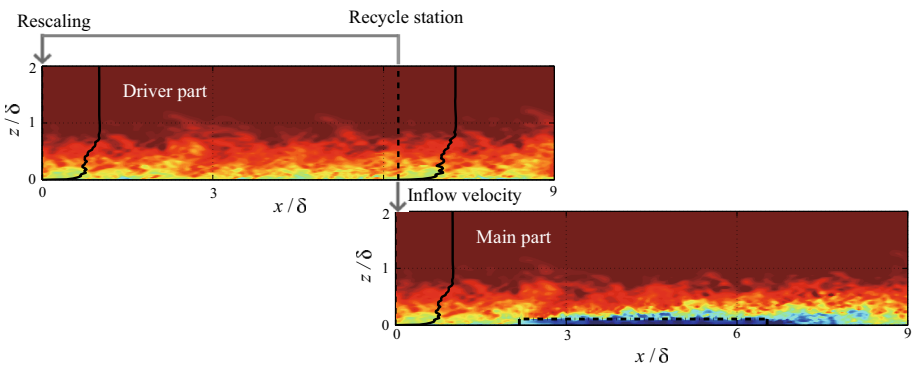 Rescaling
Recycle station
2
Driver part
z/δ
1
0
0
3
9
x/δ
Inflow velocity
2
Main part
z/δ
1
0
0
3
6
9
x/δ